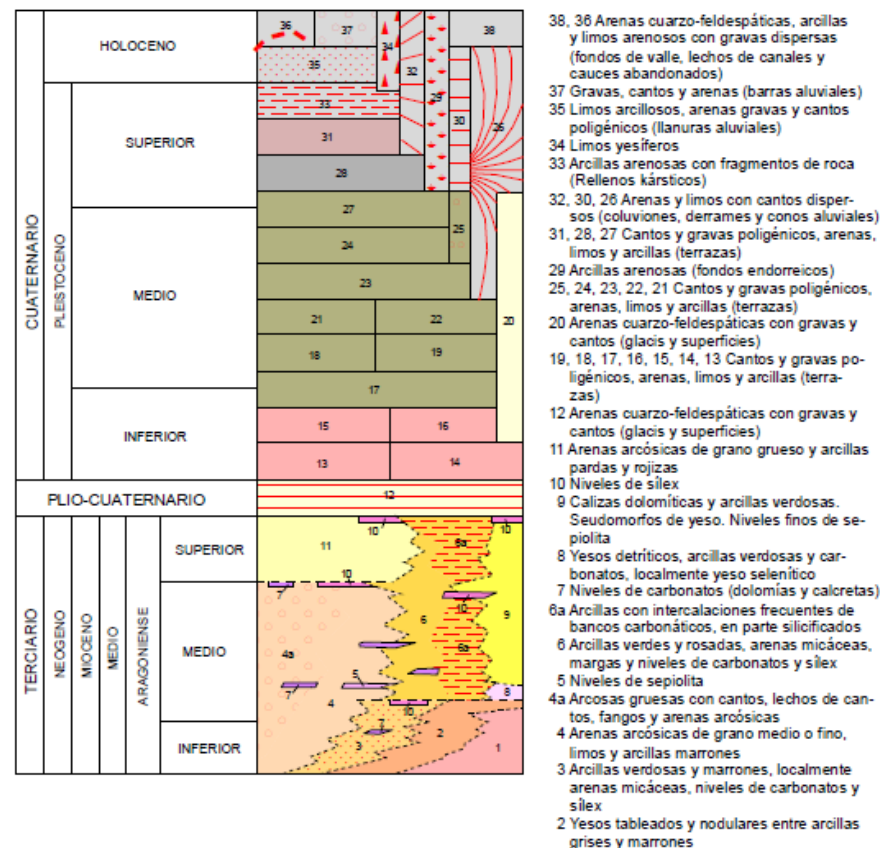 HOLOCENO
SUPERIOR
MEDIO
INFERIOR
CUATERNARIO
PLEISTOCENO
PLIO-CUATERNARIO
SUPERIOR
MEDIO
INFERIOR
TERCIARIO
NEOGENO
MIOCENO
MEDIO
ARAGONIENSE
36
37
34
38
35
32
29
33
30
26
31
28
27
25
24
23
21
22
20
18
19
17
15
16
13
14
12
11
10
6a
10
10
7
10
6
9
4a
6a
5
7
8
4
10
7
2
3
1
38, 36 Arenas cuarzo-feldespáticas, arcillas
y limos arenosos con gravas dispersas
(fondos de valle, lechos de canales y
cauces abandonados)
37 Gravas, cantos y arenas (barras aluviales)
35 Limos arcillosos, arenas gravas y cantos
poligénicos (llanuras aluviales)
34 Limos yesíferos
33 Arcillas arenosas con fragmentos de roca
(Rellenos kársticos)
32, 30, 26 Arenas y limos con cantos disper-
sos (coluviones, derrames y conos aluviales)
31, 28, 27 Cantos y gravas poligénicos, arenas,
limos y arcillas (terrazas)
29 Arcillas arenosas (fondos endorreicos)
25, 24, 23, 22, 21 Cantos y gravas poligénicos,
arenas, limos y arcillas (terrazas)
20 Arenas cuarzo-feldespáticas con gravas y
cantos (glacis y superficies)
19, 18, 17, 16, 15, 14, 13 Cantos y gravas po-
ligénicos, arenas, limos y arcillas (terra-
zas)
12 Arenas cuarzo-feldespáticas con gravas y
cantos (glacis y superficies)
11 Arenas arcósicas de grano grueso y arcillas
pardas y rojizas
10 Niveles de sílex
9 Calizas dolomíticas y arcillas verdosas.
Seudomorfos de yeso. Niveles finos de se-
piolita
8 Yesos detríticos, arcillas verdosas y car-
bonatos, localmente yeso selenítico
7 Niveles de carbonatos (dolomías y calcretas)
6a Arcillas con intercalaciones frecuentes de
bancos carbonáticos, en parte silicificados
6 Arcillas verdes y rosadas, arenas micáceas,
margas y niveles de carbonatos y sílex
5 Niveles de sepiolita
4a Arcosas gruesas con cantos, lechos de can-
tos, fangos y arenas arcósicas
4 Arenas arcósicas de grano medio o fino,
limos y arcillas marrones
3 Arcillas verdosas y marrones, localmente
arenas micáceas, niveles de carbonatos y
sílex
2 Yesos tableados y nodulares entre arcillas
grises y marrones